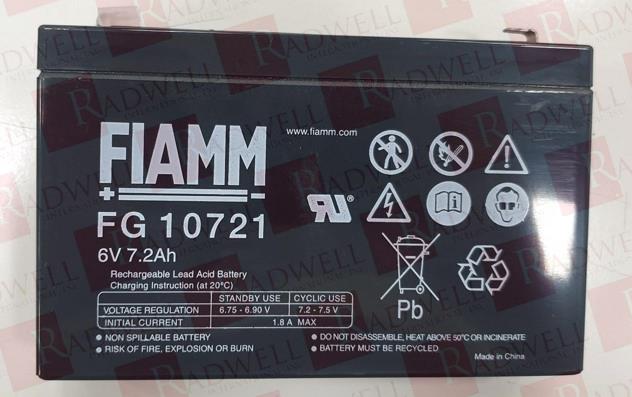 FIAMM
www.fiamm.com
FG 10721
6V 7.2Ah
Rechargeable Lead Acid Battery
Charging Instruction (at 20°C)
STANDBY USE CYCLIC USE
VOLTAGE REGULATION 6.75 - 6.90 V 7.2 - 7.5 V
INITIAL CURRENT 1.8 A MAX
● NON SPILLABLE BATTERY
● RISK OF FIRE, EXPLOSION OR BURN
Pb
● DO NOT DISASSEMBLE, HEAT ABOVE 50°C OR INCINERATE
● BATTERY MUST BE RECYCLED
Made in China
RADWELL